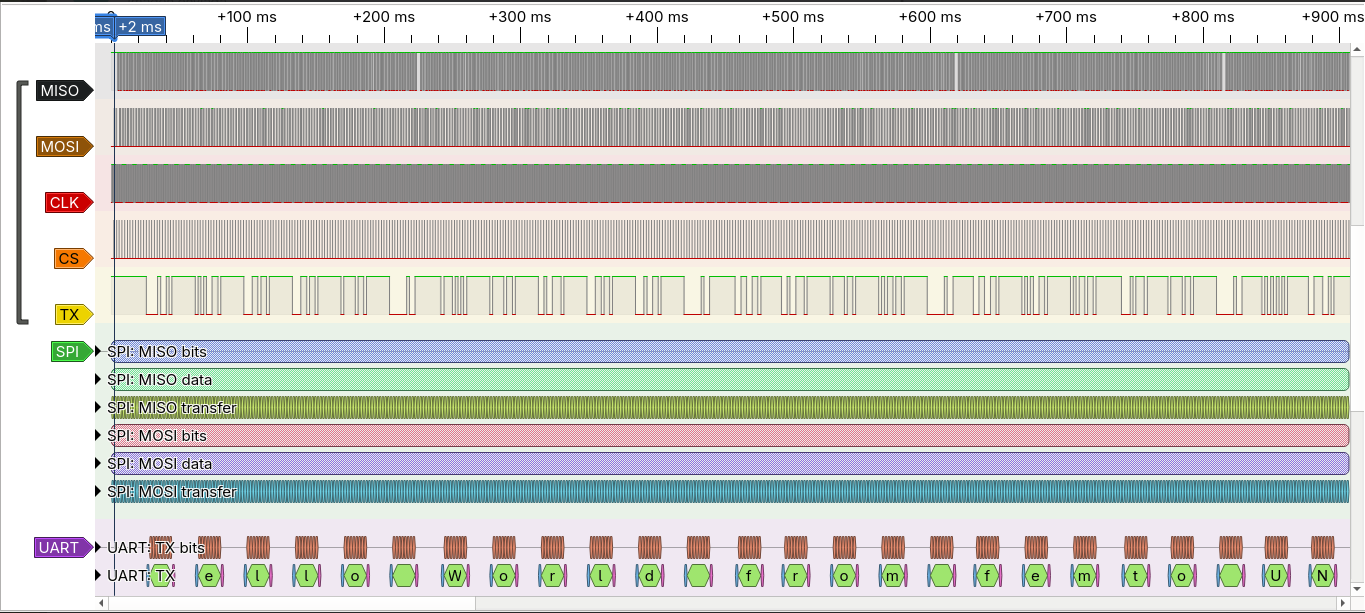 ms +2 ms +100 ms +200 ms +300 ms +400 ms +500 ms +600 ms +700 ms +800 ms +900 ms
MISO
MOSI
CLK
CS
TX
SPI SPI: MISO bits
SPI: MISO data
SPI: MISO transfer
SPI: MOSI bits
SPI: MOSI data
SPI: MOSI transfer
UART UART: TX bits
UART: TX e l l o W o r l d f r o m f e m t o U N